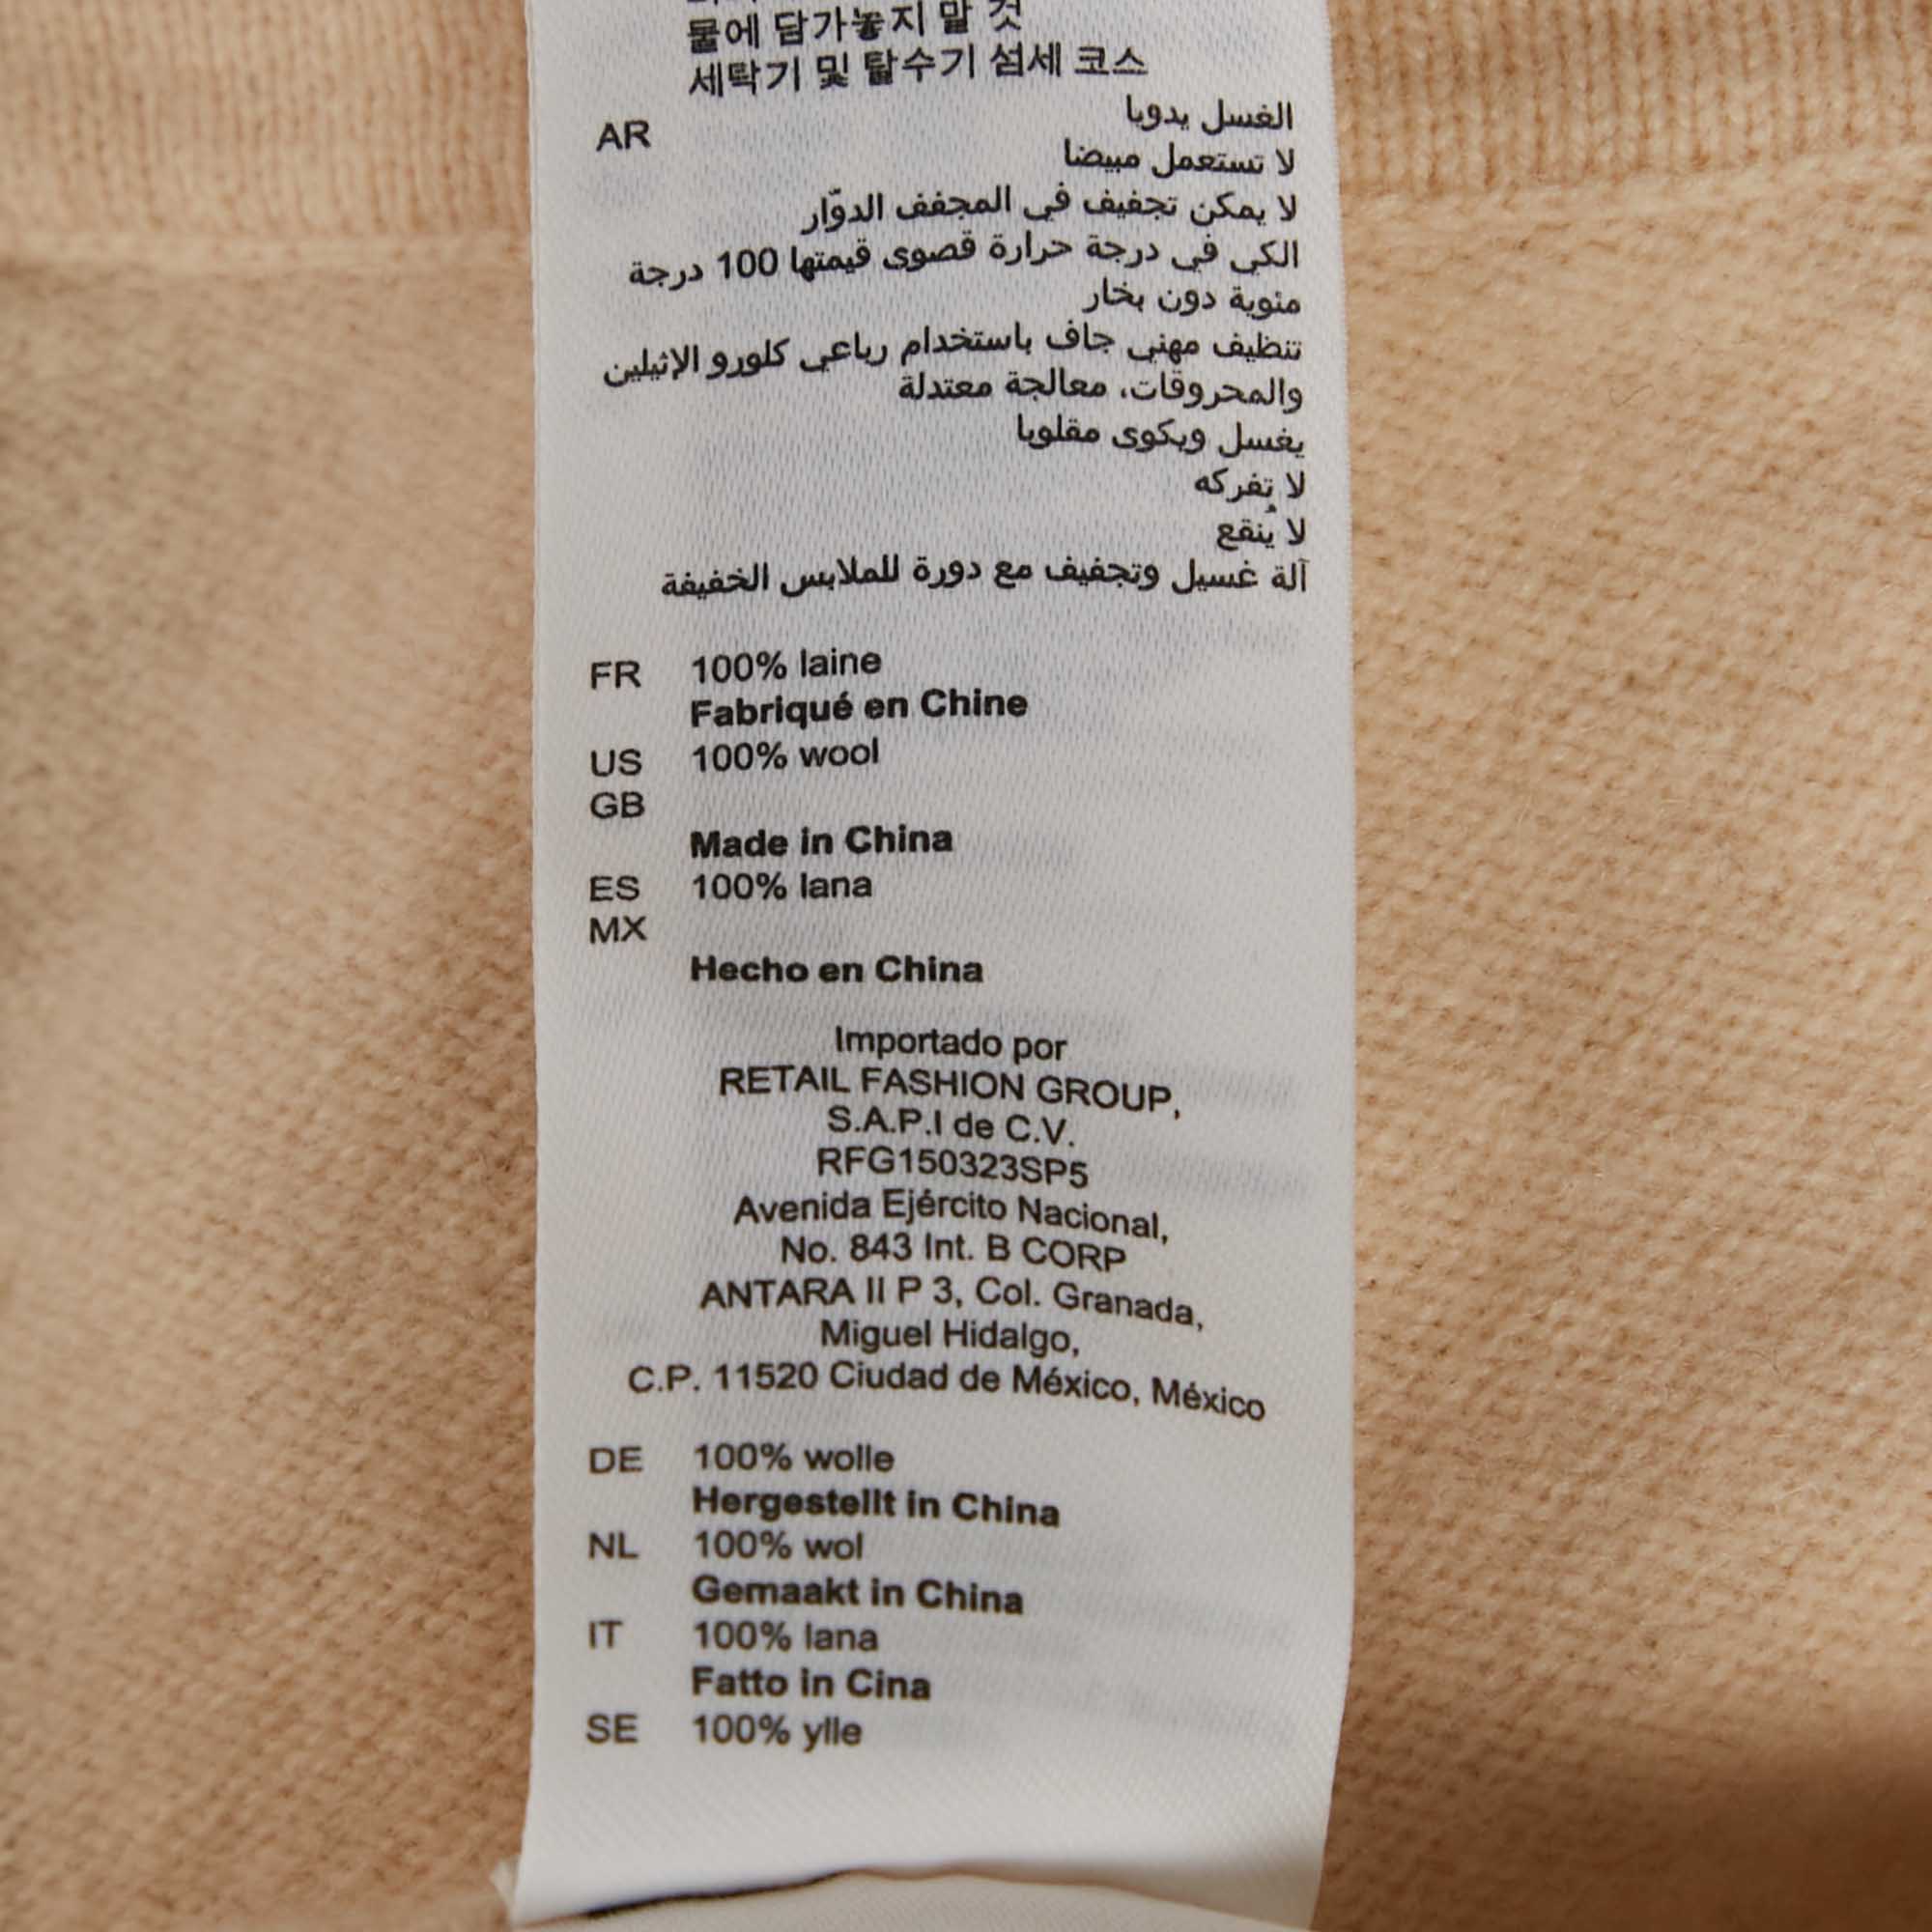 물에 담가놓지 말 것
세탁기 및 탈수기 섬세 코스
AR
الغسل يدويا
لا تستعمل مبيضا
لا يمكن تجفيف في المجفف الدوّار
الكي في درجة حرارة قصوى قيمتها 100 درجة
مئوية دون بخار
تنظيف مهني جاف باستخدام رباعي كلورو الإثيلين
والمحروقات، معالجة معتدلة
يغسل ويكوى مقلوبا
لا تفركه
لا يُنقع
آلة غسيل وتجفيف مع دورة للملابس الخفيفة
FR 100% laine
Fabriqué en Chine
US 100% wool
GB
Made in China
ES 100% lana
MX
Hecho en China
Importado por
RETAIL FASHION GROUP,
S.A.P.I de C.V.
RFG150323SP5
Avenida Ejército Nacional,
No. 843 Int. B CORP
ANTARA II P 3, Col. Granada,
Miguel Hidalgo,
C.P. 11520 Ciudad de México, México
DE 100% wolle
Hergestellt in China
NL 100% wol
Gemaakt in China
IT 100% lana
Fatto in Cina
SE 100% ylle